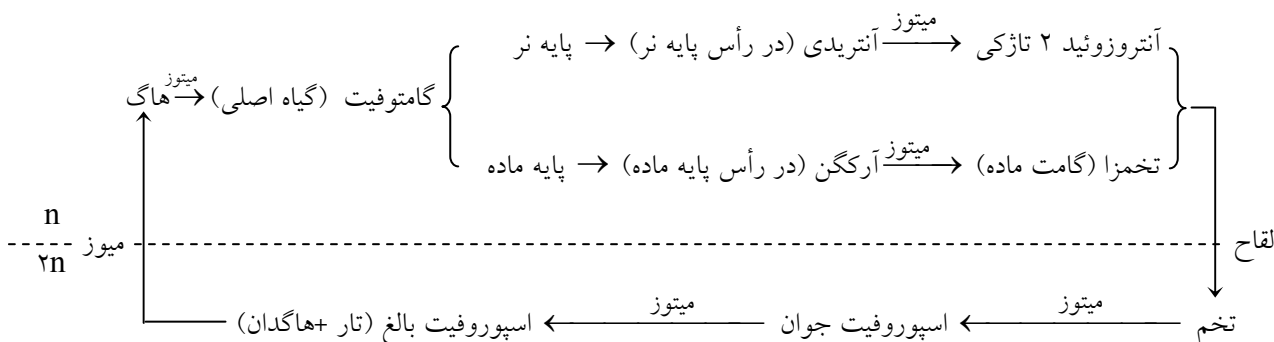 پایه نر → آنتریدی (در رأس پایه نر) میتوز → آنتروزوئید ۲ تاژکی
هاگ میتوز → گامتوفیت (گیاه اصلی)
پایه ماده → آرکگن (در رأس پایه ماده) میتوز → تخمزا (گامت ماده)
n
۲n
میوز
لقاح
تخم میتوز ← اسپوروفیت جوان میتوز ← اسپوروفیت بالغ (تار +هاگدان)